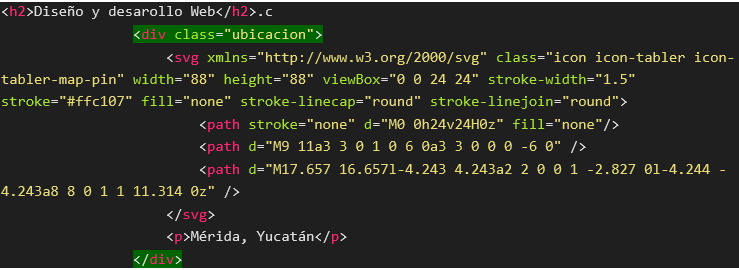 <h2>Diseño y desarollo Web</h2>.c
<div class="ubicacion">
<svg xmlns="http://www.w3.org/2000/svg" class="icon icon-tabler icon-
tabler-map-pin" width="88" height="88" viewBox="0 0 24 24" stroke-width="1.5"
stroke="#ffc107" fill="none" stroke-linecap="round" stroke-linejoin="round">
<path stroke="none" d="M0 0h24v24H0z" fill="none"/>
<path d="M9 11a3 3 0 1 0 6 0a3 3 0 0 0 -6 0" />
<path d="M17.657 16.657l-4.243 4.243a2 2 0 0 1 -2.827 0l-4.244 -
4.243a8 8 0 1 1 11.314 0z" />
</svg>
<p>Mérida, Yucatán</p>
</div>